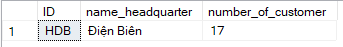 ID name_headquarter number_of_customer
1 HDB Điện Biên 17